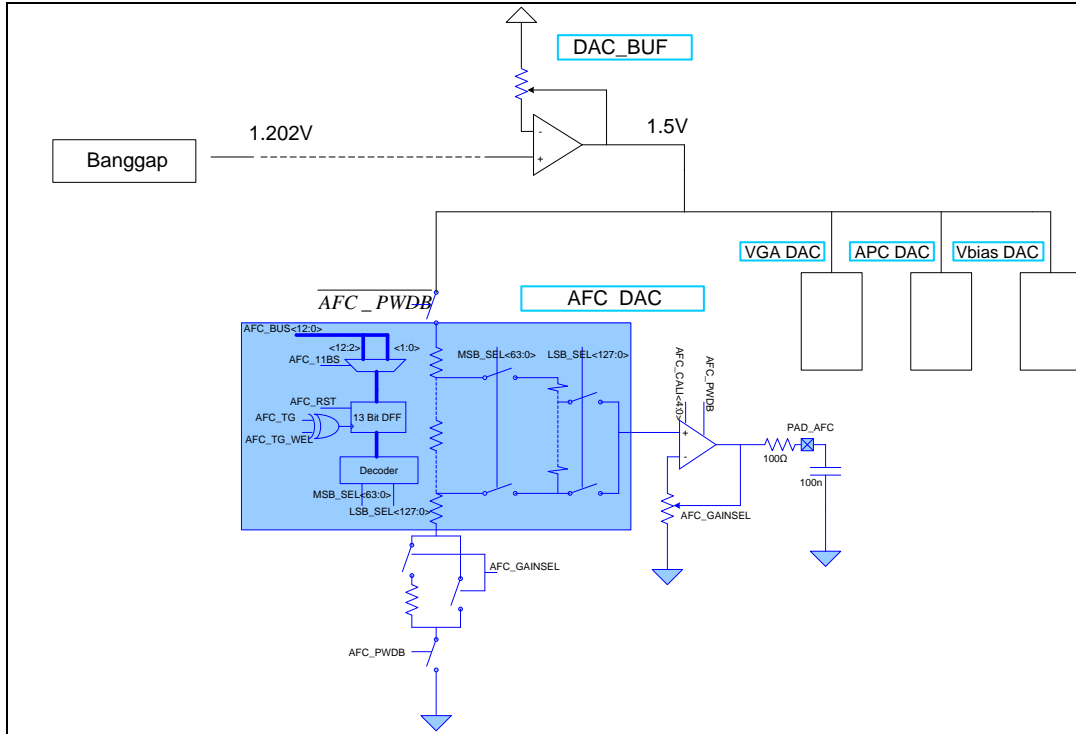 DAC_BUF
-
+
1.202V
1.5V
Banggap
VGA DAC
APC DAC
Vbias DAC
AFC_PWDB
AFC DAC
AFC_BUS<12:0>
<12:2>
<1:0>
AFC_11BS
MSB_SEL<63:0>
LSB_SEL<127:0>
AFC_RST
13 Bit DFF
AFC_TG
AFC_TG_WEL
Decoder
MSB_SEL<63:0>
LSB_SEL<127:0>
AFC_CALI<4:0>
AFC_PWDB
+
-
PAD_AFC
100Ω
100n
AFC_GAINSEL
AFC_GAINSEL
AFC_PWDB